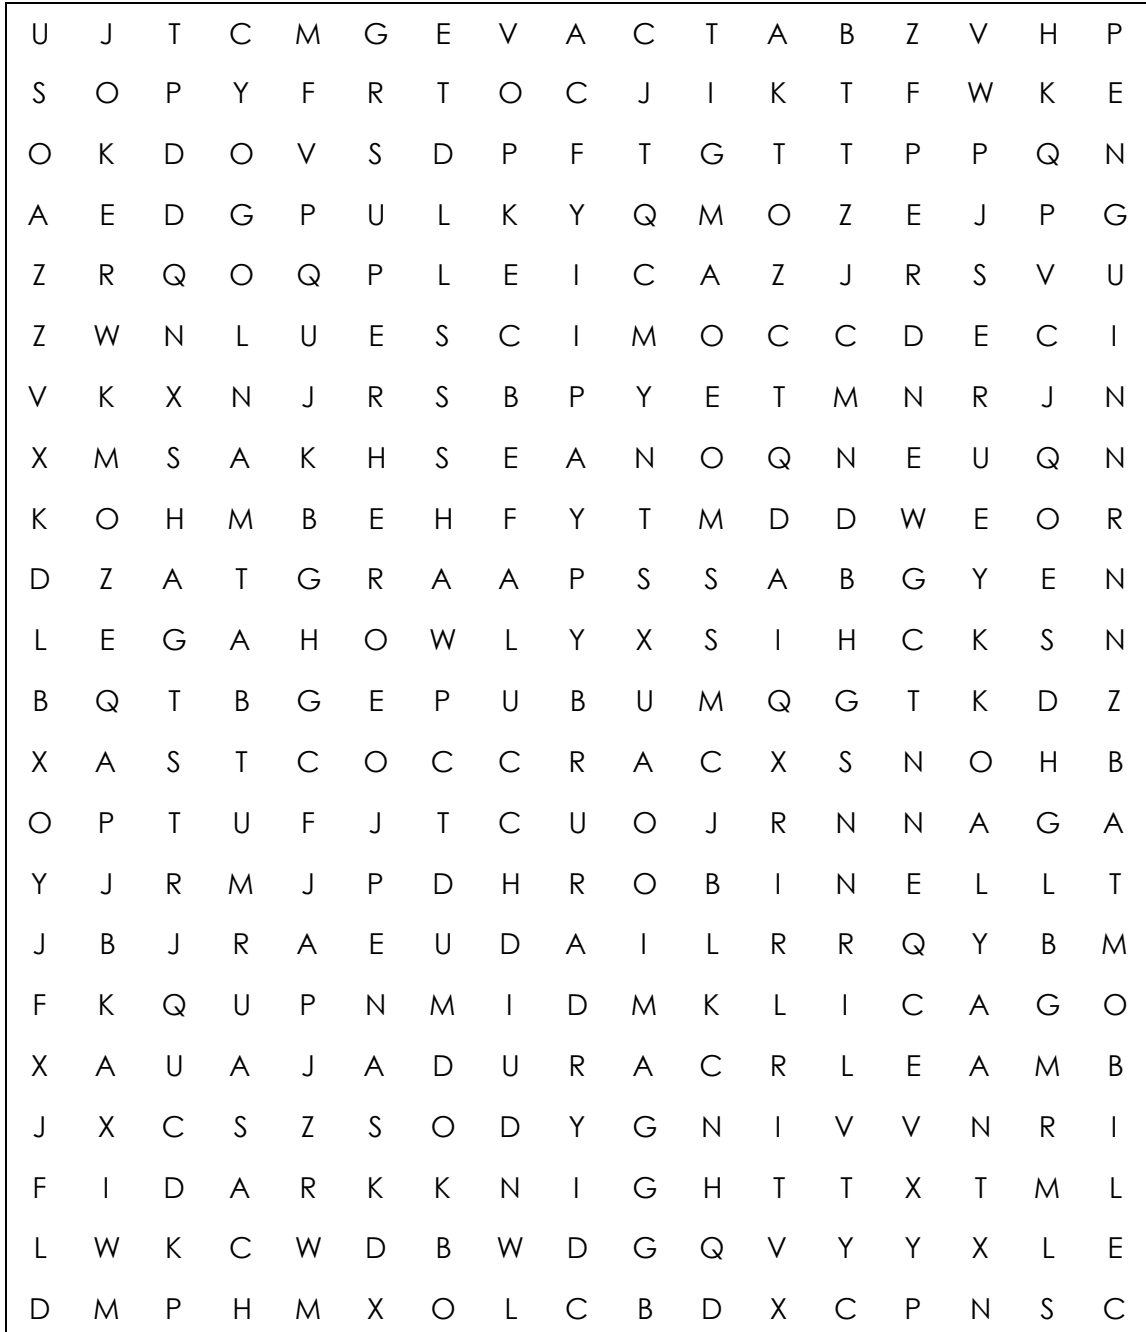 U J T C M G E V A C T A B Z V H P
S O P Y F R T O C J I K T F W K E
O K D O V S D P F T G T T P P Q N
A E D G P U L K Y Q M O Z E J P G
Z R Q O Q P L E I C A Z J R S V U
Z W N L U E S C I M O C C D E C I
V K X N J R S B P Y E T M N R J N
X M S A K H S E A N O Q N E U Q N
K O H M B E H F Y T M D D W E O R
D Z A T G R A A P S S A B G Y E N
L E G A H O W L Y X S I H C K S N
B Q T B G E P U B U M Q G T K D Z
X A S T C O C C R A C X S N O H B
O P T U F J T C U O J R N N A G A
Y J R M J P D H R O B I N E L L T
J B J R A E U D A I L R R Q Y B M
F K Q U P N M I D M K L I C A G O
X A U A J A D U R A C R L E A M B
J X C S Z S O D Y G N I V V N R I
F I D A R K K N I G H T T X T M L
L W K C W D B W D G Q V Y Y X L E
D M P H M X O L C B D X C P N S C